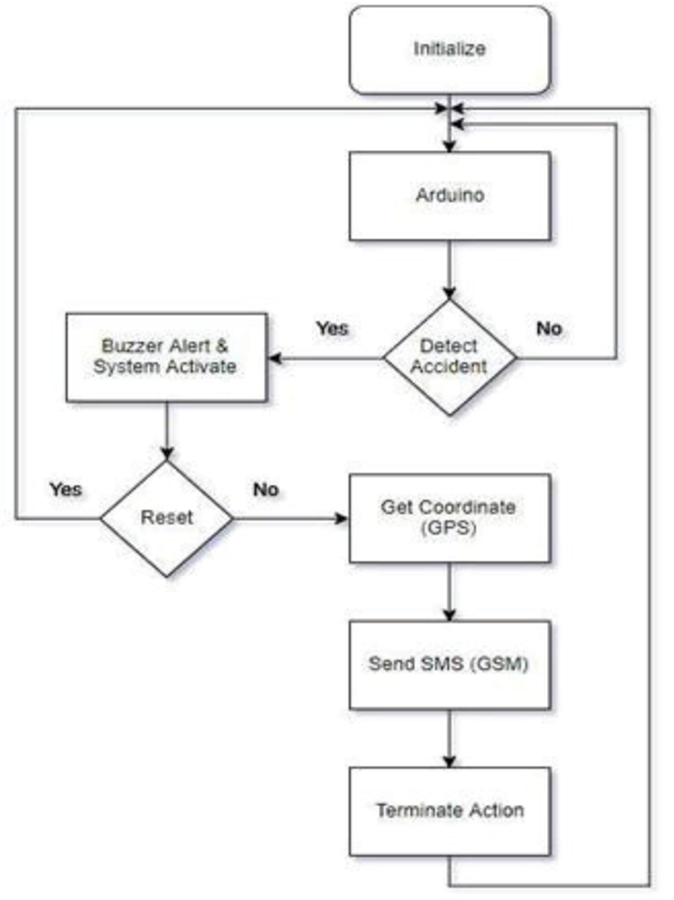 Initialize
Arduino
Detect
Accident
Yes
No
Buzzer Alert &
System Activate
Reset
Yes
No
Get Coordinate
(GPS)
Send SMS (GSM)
Terminate Action